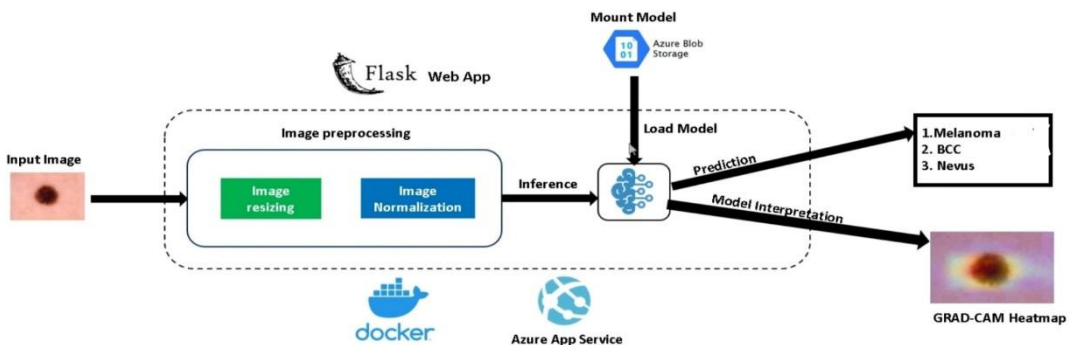 Mount Model
10
01
Azure Blob
Storage
Flask Web App
Image preprocessing
Load Model
Input Image
Image
resizing
Image
Normalization
Inference
Prediction
Model Interpretation
1.Melanoma
2. BCC
3. Nevus
docker
Azure App Service
GRAD-CAM Heatmap